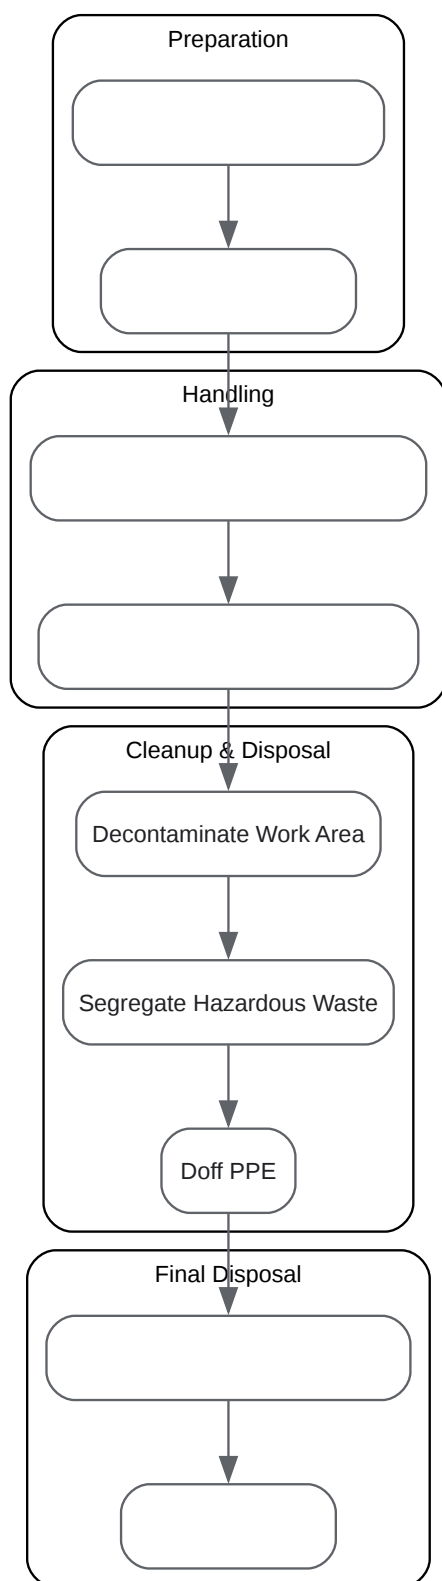 Preparation
Handling
Cleanup & Disposal
Decontaminate Work Area
Segregate Hazardous Waste
Doff PPE
Final Disposal